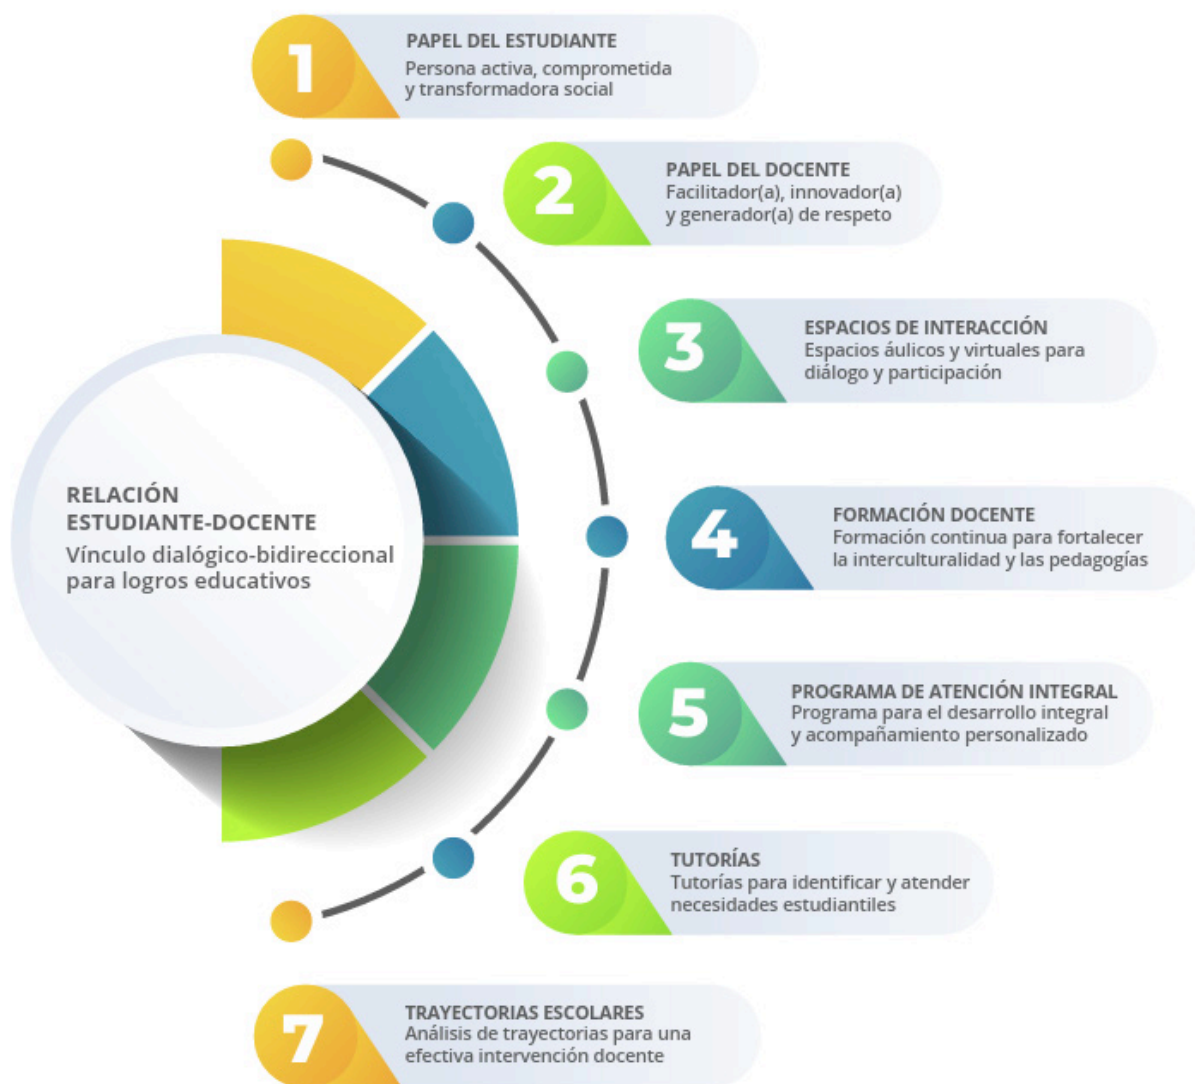 1
PAPEL DEL ESTUDIANTE
Persona activa, comprometida
y transformadora social
2
PAPEL DEL DOCENTE
Facilitador(a), innovador(a)
y generador(a) de respeto
3
ESPACIOS DE INTERACCIÓN
Espacios áulicos y virtuales para
diálogo y participación
RELACIÓN
ESTUDIANTE-DOCENTE
Vínculo dialógico-bidireccional
para logros educativos
4
FORMACIÓN DOCENTE
Formación continua para fortalecer
la interculturalidad y las pedagogías
5
PROGRAMA DE ATENCIÓN INTEGRAL
Programa para el desarrollo integral
y acompañamiento personalizado
6
TUTORÍAS
Tutorías para identificar y atender
necesidades estudiantiles
7
TRAYECTORIAS ESCOLARES
Análisis de trayectorias para una
efectiva intervención docente